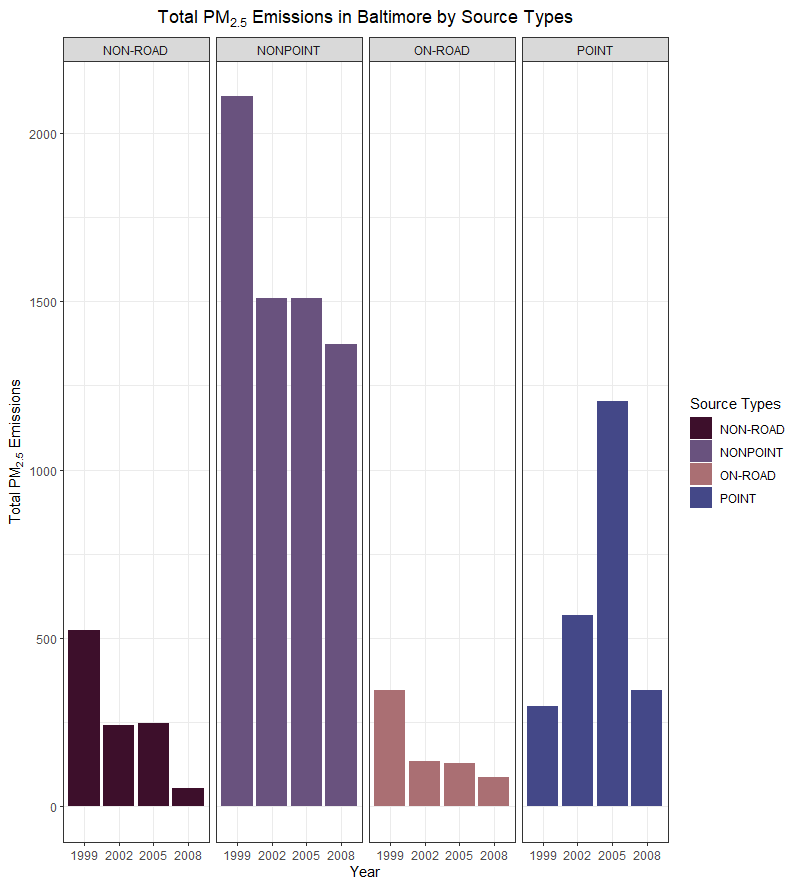 Total PM2.5 Emissions in Baltimore by Source Types
NON-ROAD
NONPOINT
ON-ROAD
POINT
2000
1500
1000
500
0
Total PM2.5 Emissions
1999 2002 2005 2008
1999 2002 2005 2008
1999 2002 2005 2008
1999 2002 2005 2008
Year
Source Types
NON-ROAD
NONPOINT
ON-ROAD
POINT